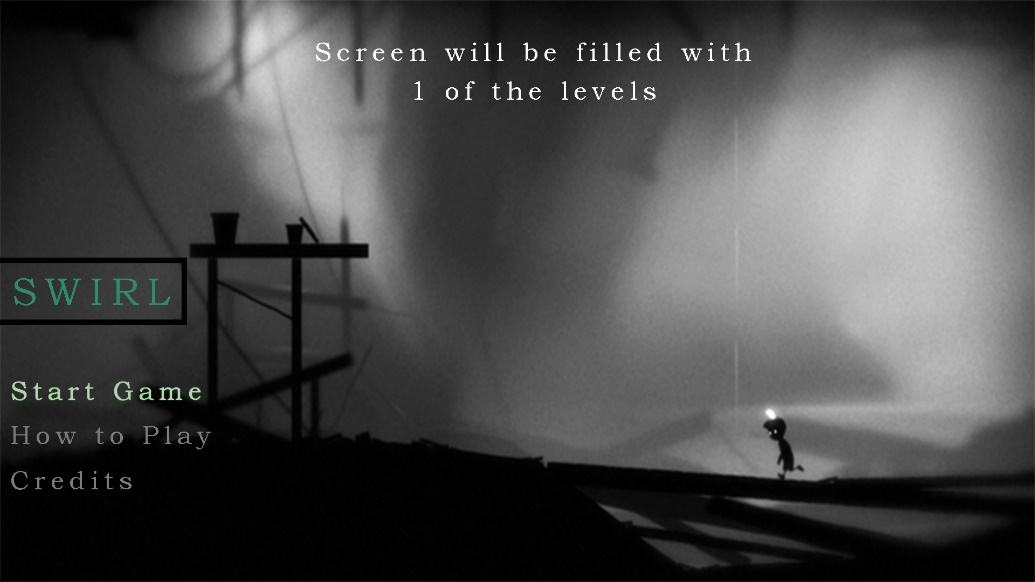 Screen will be filled with
1 of the levels
SWIRL
Start Game
How to Play
Credits